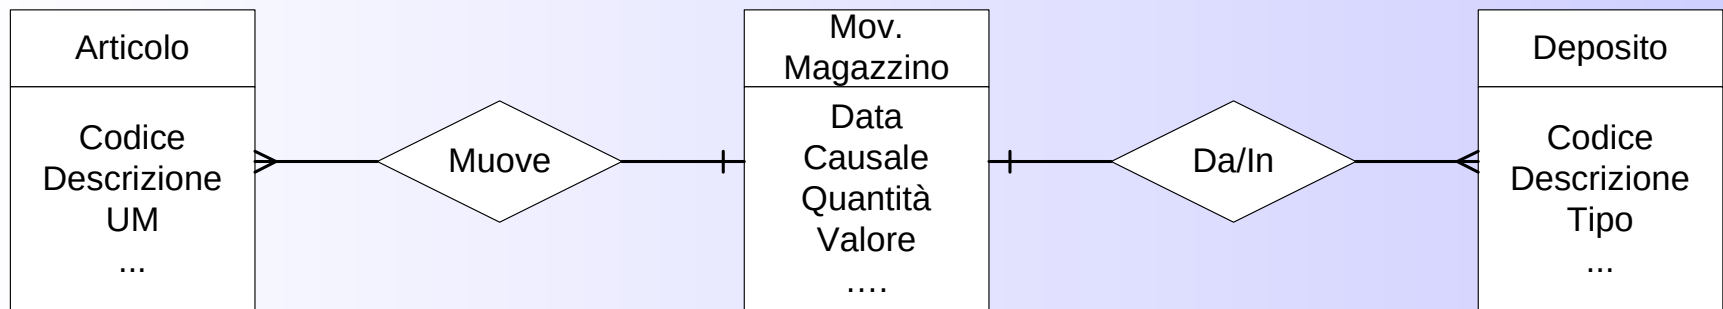 Articolo
Codice
Descrizione
UM
...
Muove
Mov.
Magazzino
Data
Causale
Quantità
Valore
....
Da/In
Deposito
Codice
Descrizione
Tipo
...